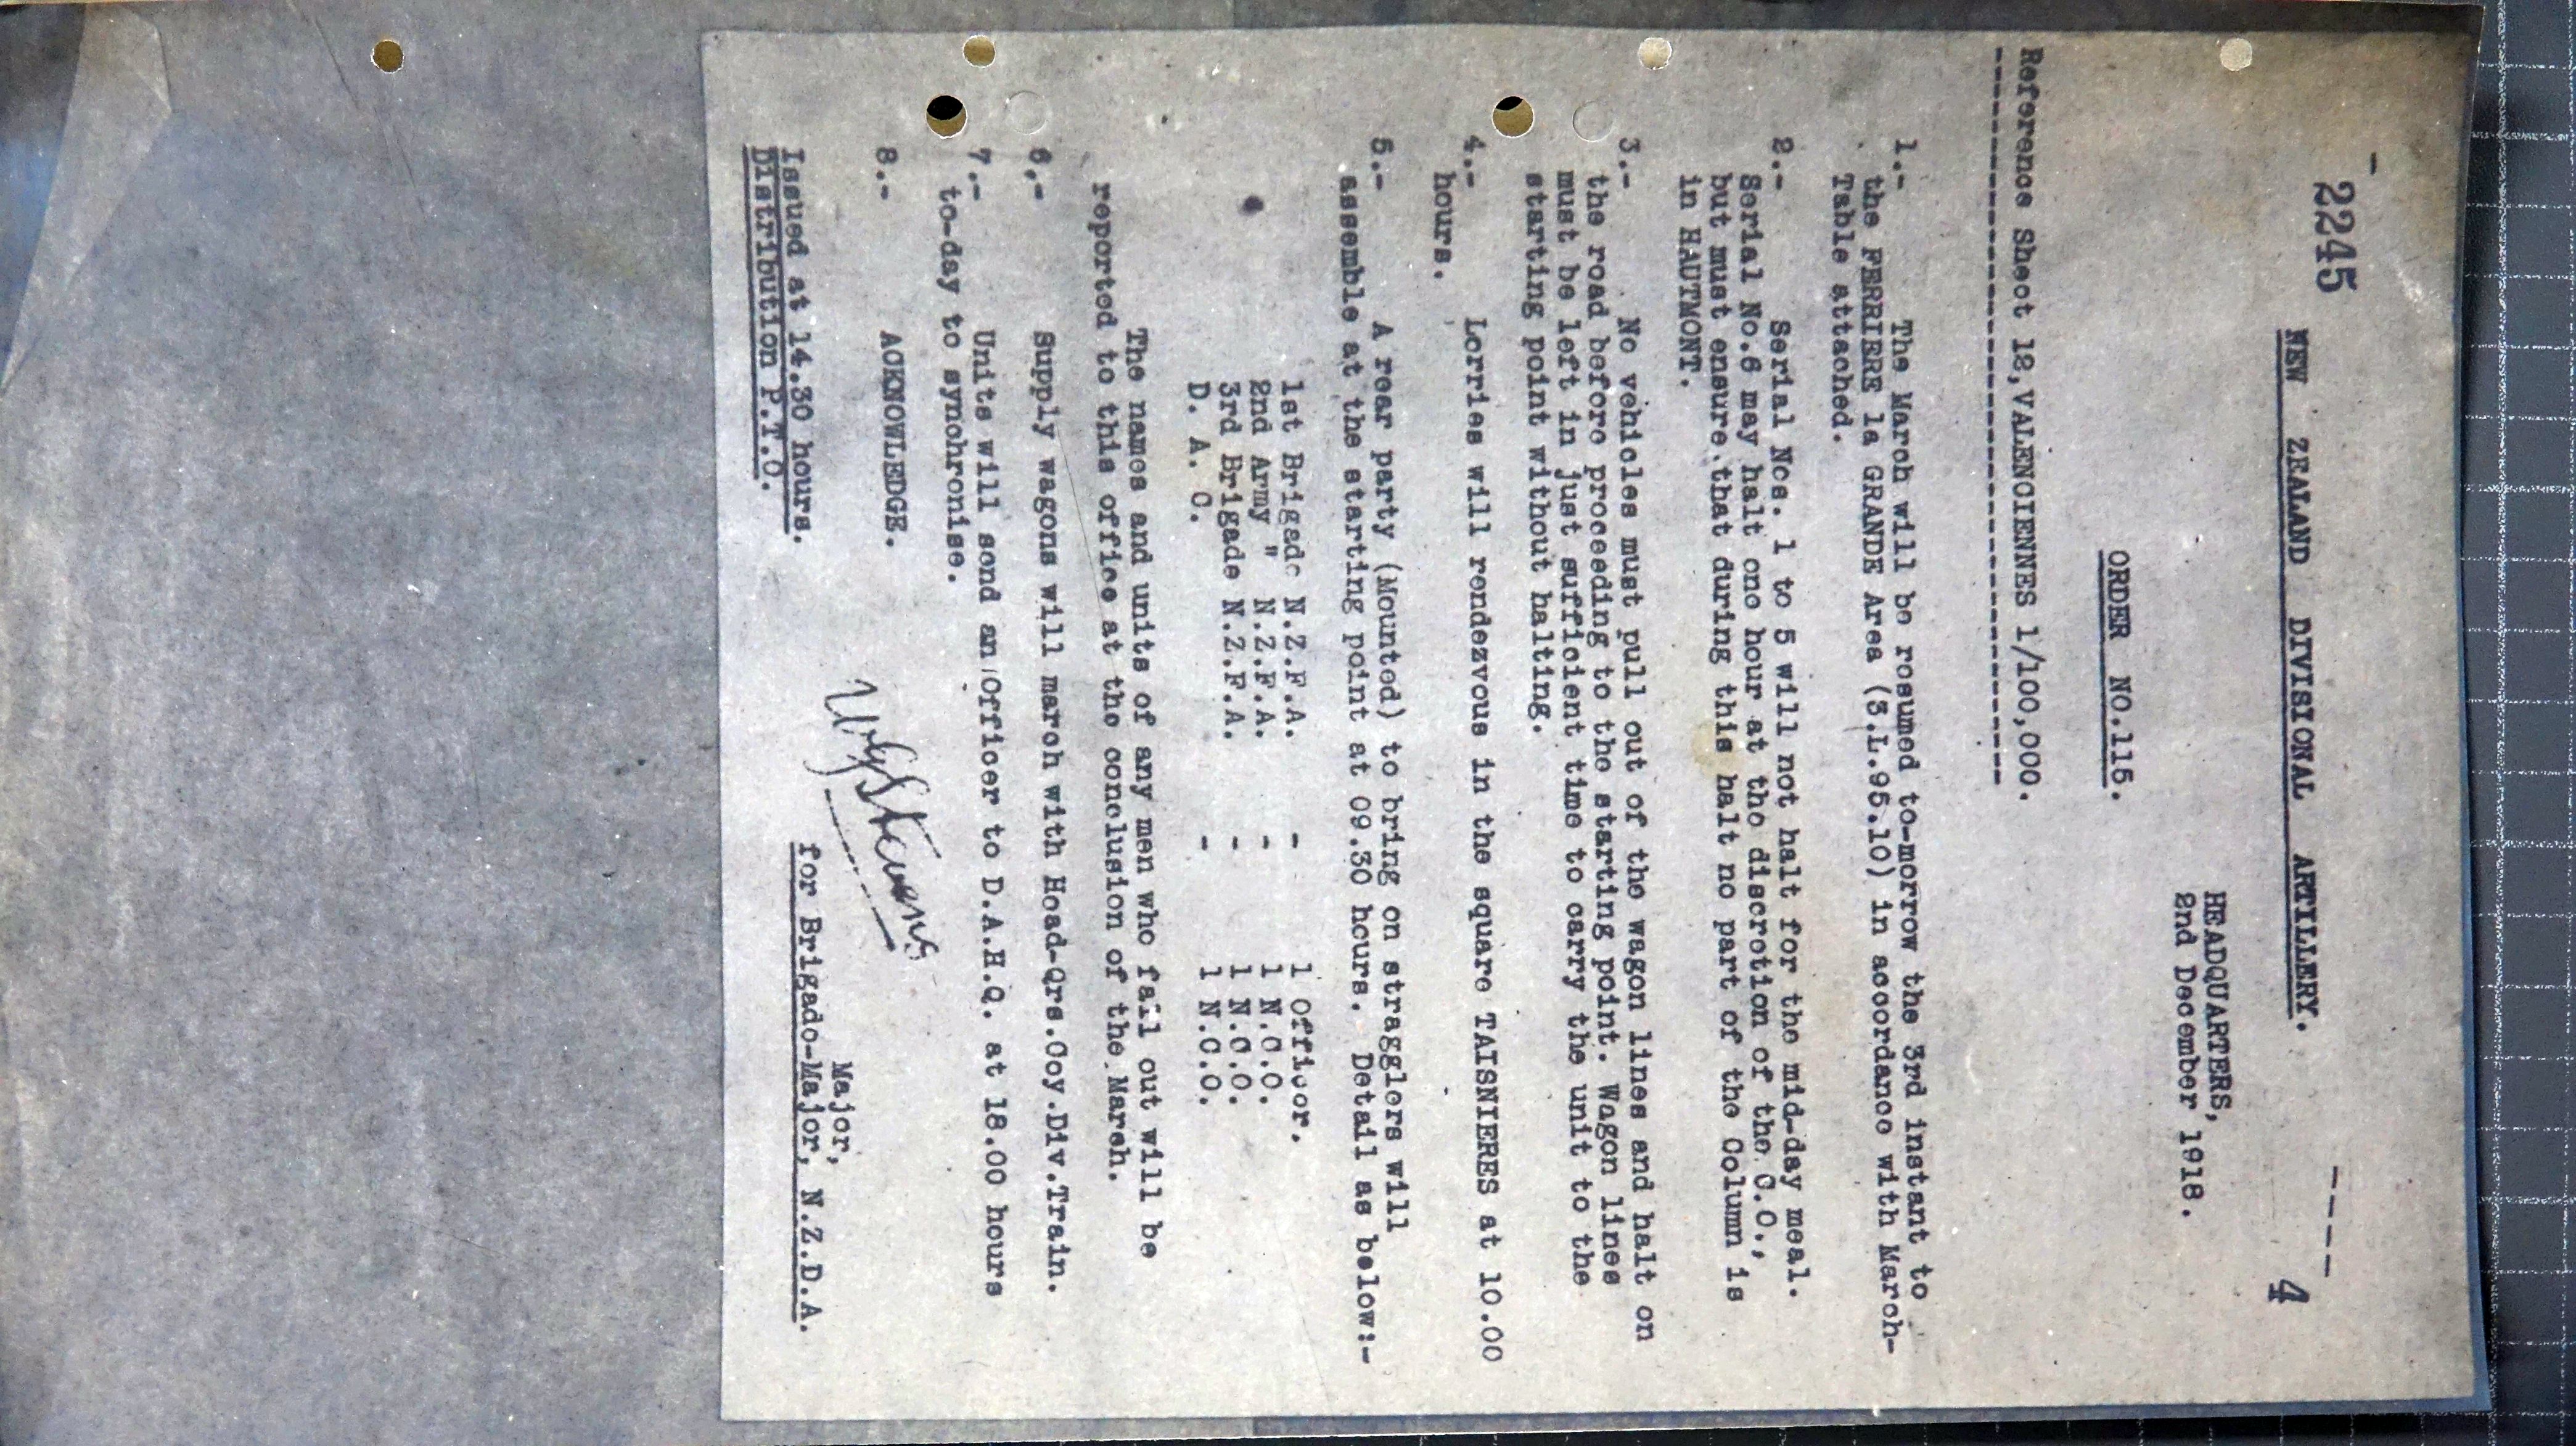 2245
4
NEW ZEALAND DIVISIONAL ARTILLERY.
HEADQUARTERS,
2nd December 1918.
ORDER NO.115.
Reference Sheet 12,VALENCIENNES 1/100,000.
1.- The March will be resumed to-morrow the 3rd instant to
the FERRIERE la GRANDE Area (3.L.95.10) in accordance with March-
Table attached.
2.- Serial Nos. 1 to 5 will not halt for the mid-day meal.
Serial No.6 may halt one hour at the discretion of the C.O.,
but must ensure that during this halt no part of the Column is
in HAUTMONT.
3.- No vehicles must pull out of the wagon lines and halt on
the road before proceeding to the starting point. Wagon lines
must be left in just sufficient time to carry the unit to the
starting point without halting.
4.- Lorries will rendezvous in the square TAISNIERES at 10.00
hours.
5.- A rear party (Mounted) to bring on stragglers will
assemble at the starting point at 09.30 hours. Detail as below:-
1st Brigade N.Z.F.A. - 1 Officer.
2nd Army " N.Z.F.A. - 1 N.C.O.
3rd Brigade N.Z.F.A. - 1 N.C.O.
D. A. C. - 1 N.C.O.
The names and units of any men who fall out will be
reported to this office at the conclusion of the March.
6.- Supply wagons will march with Head-Qrs.Coy.Div.Train.
7.- Units will send an Officer to D.A.H.Q. at 18.00 hours
to-day to synchronise.
8.- ACKNOWLEDGE.
Major,
for Brigade-Major, N.Z.D.A.
Issued at 14.30 hours.
Distribution P.T.O.